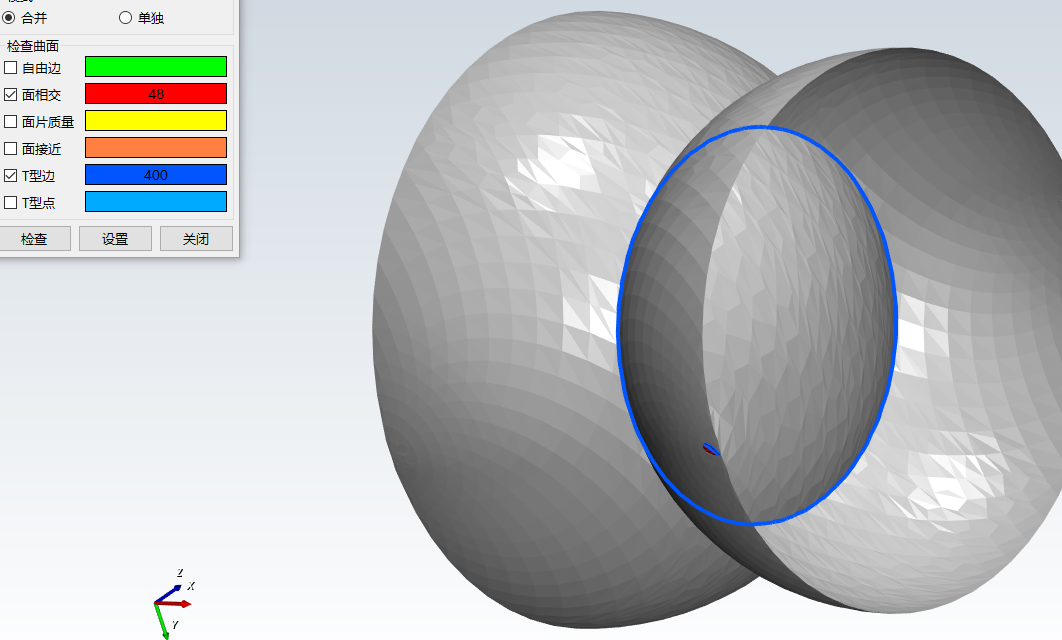 合并 单独
检查曲面
自由边
面相交 48
面片质量
面接近
T型边 400
T型点
检查 设置 关闭
Z
X
Y